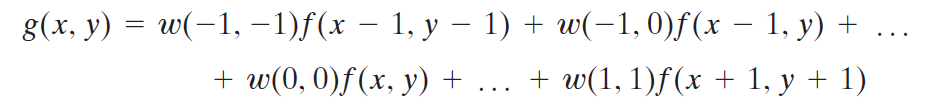 g(x, y) = w(−1, −1)f(x − 1, y − 1) + w(−1, 0)f(x − 1, y) + ...
+ w(0, 0)f(x, y) + ... + w(1, 1)f(x + 1, y + 1)